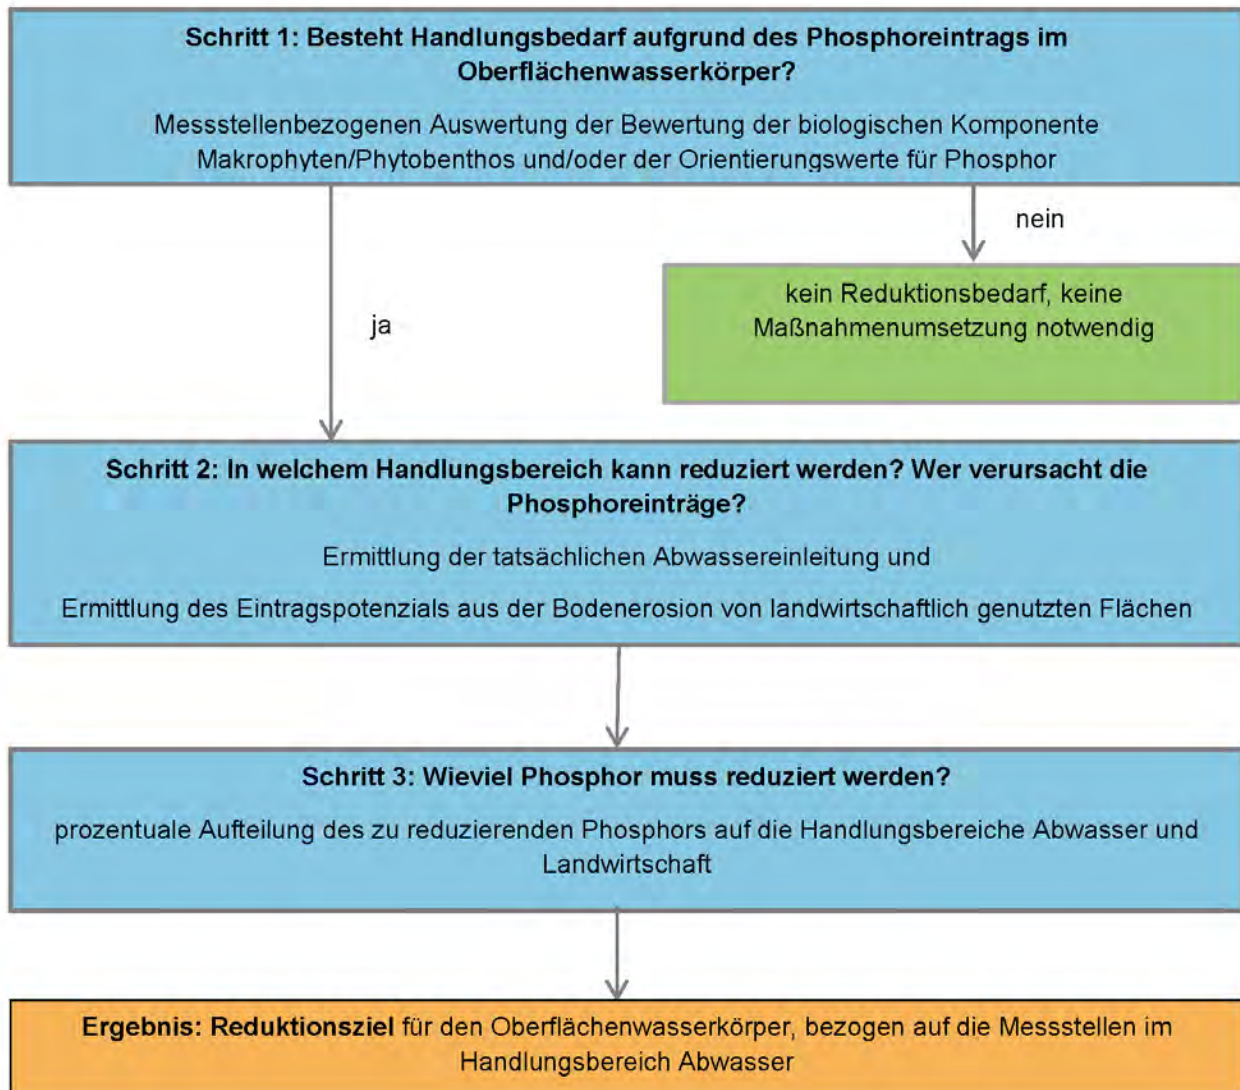 Schritt 1: Besteht Handlungsbedarf aufgrund des Phosphoreintrags im
Oberflächenwasserkörper?
Messstellenbezogenen Auswertung der Bewertung der biologischen Komponente
Makrophyten/Phytobenthos und/oder der Orientierungswerte für Phosphor
nein
kein Reduktionsbedarf, keine
Maßnahmenumsetzung notwendig
ja
Schritt 2: In welchem Handlungsbereich kann reduziert werden? Wer verursacht die
Phosphoreinträge?
Ermittlung der tatsächlichen Abwassereinleitung und
Ermittlung des Eintragspotenzials aus der Bodenerosion von landwirtschaftlich genutzten Flächen
Schritt 3: Wieviel Phosphor muss reduziert werden?
prozentuale Aufteilung des zu reduzierenden Phosphors auf die Handlungsbereiche Abwasser und
Landwirtschaft
Ergebnis: Reduktionsziel für den Oberflächenwasserkörper, bezogen auf die Messstellen im
Handlungsbereich Abwasser